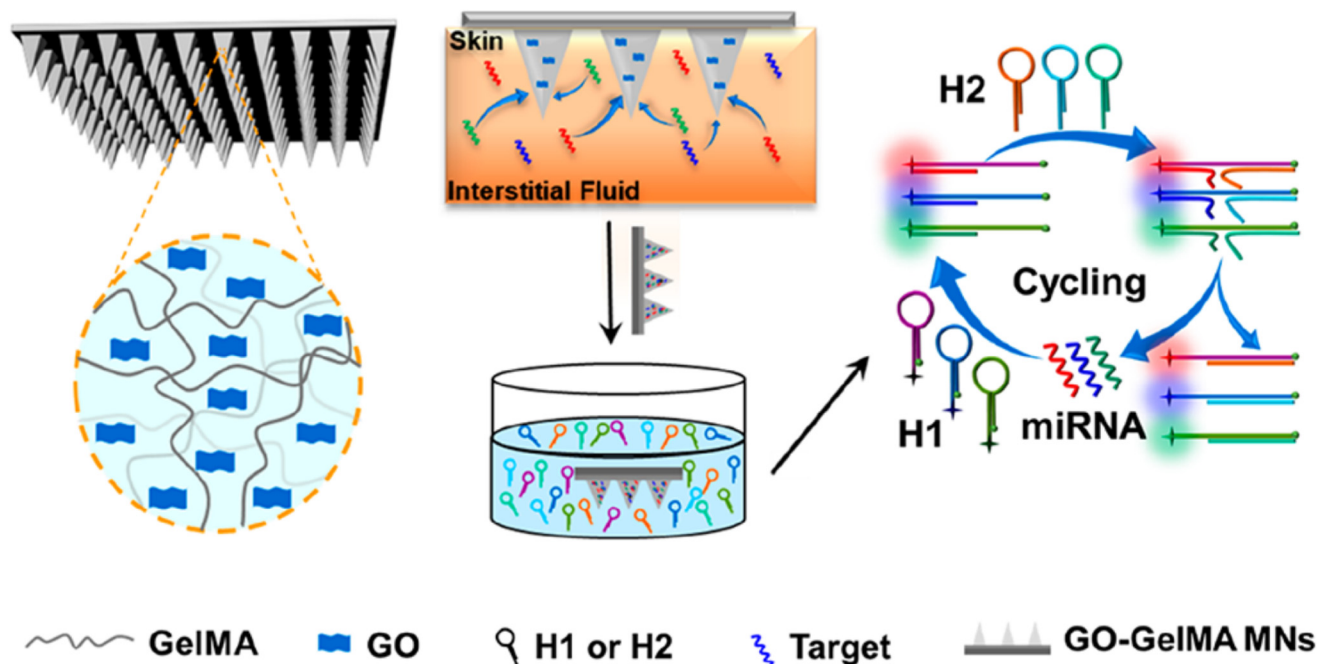 Skin
Interstitial Fluid
H2
Cycling
H1
miRNA
GelMA
GO
H1 or H2
Target
GO-GelMA MNs